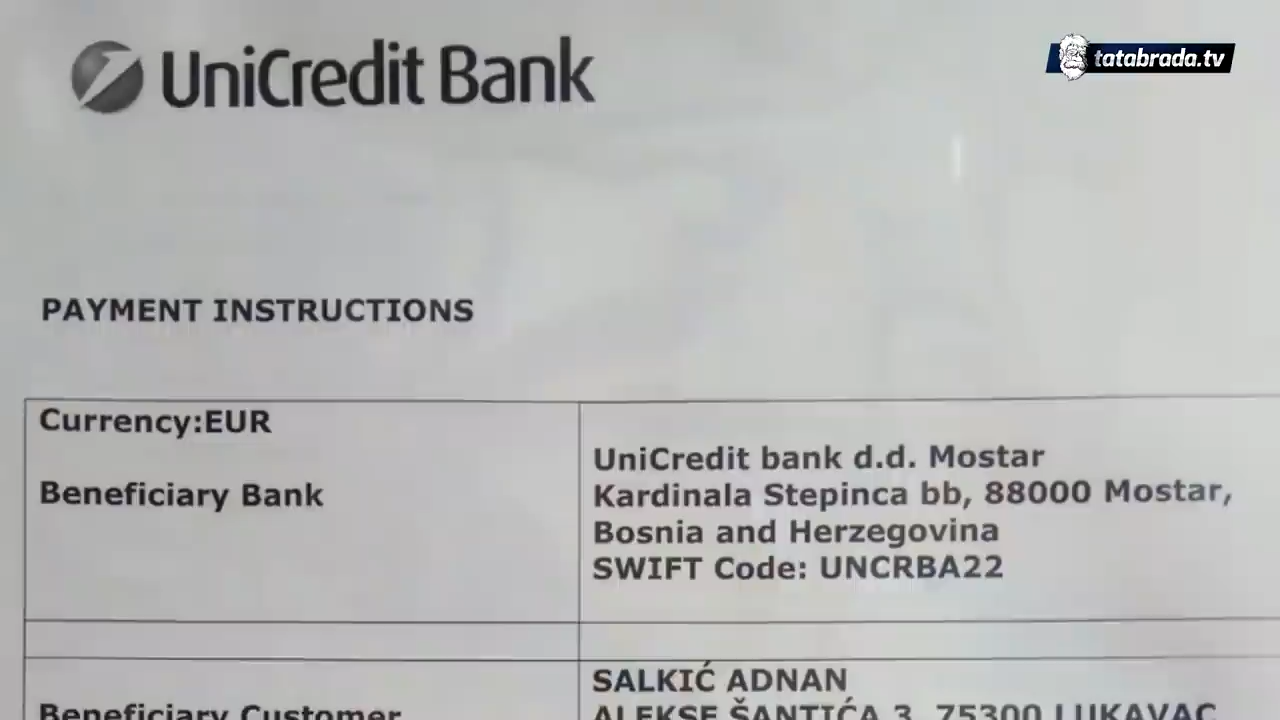 UniCredit Bank
tatabrada.tv
PAYMENT INSTRUCTIONS
Currency:EUR
Beneficiary Bank
UniCredit bank d.d. Mostar
Kardinala Stepinca bb, 88000 Mostar,
Bosnia and Herzegovina
SWIFT Code: UNCRBA22
Beneficiary Customer
SALKIĆ ADNAN
ALEKSE ŠANTIĆA 3, 75300 LUKAVAC